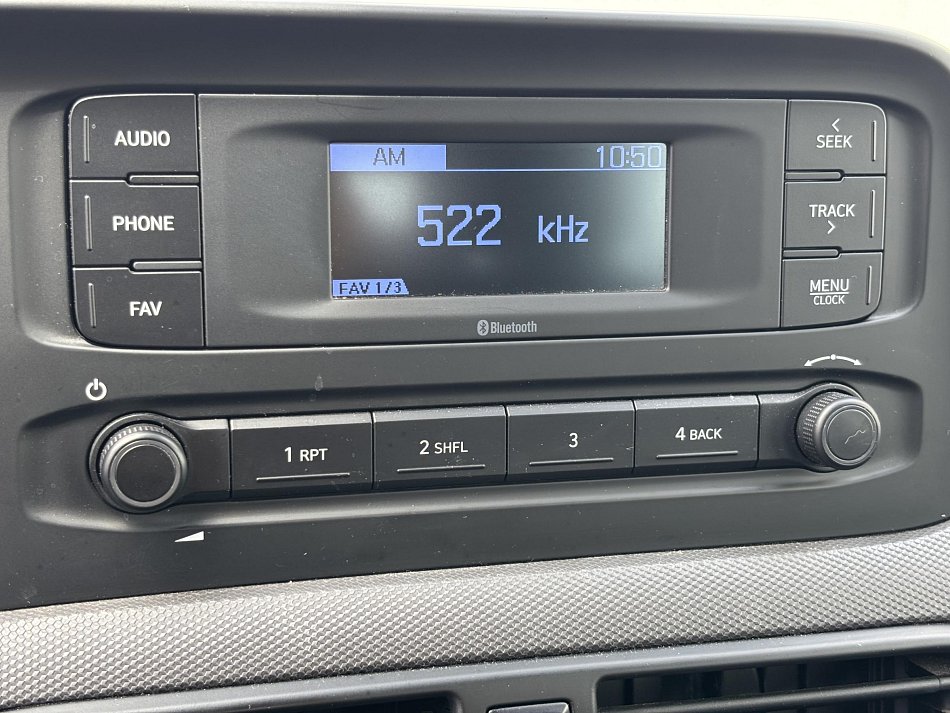 AUDIO
PHONE
FAV
AM 10:50
522 kHz
FAV 1/3
Bluetooth
SEEK
TRACK
MENU
CLOCK
1 RPT
2 SHFL
3
4 BACK